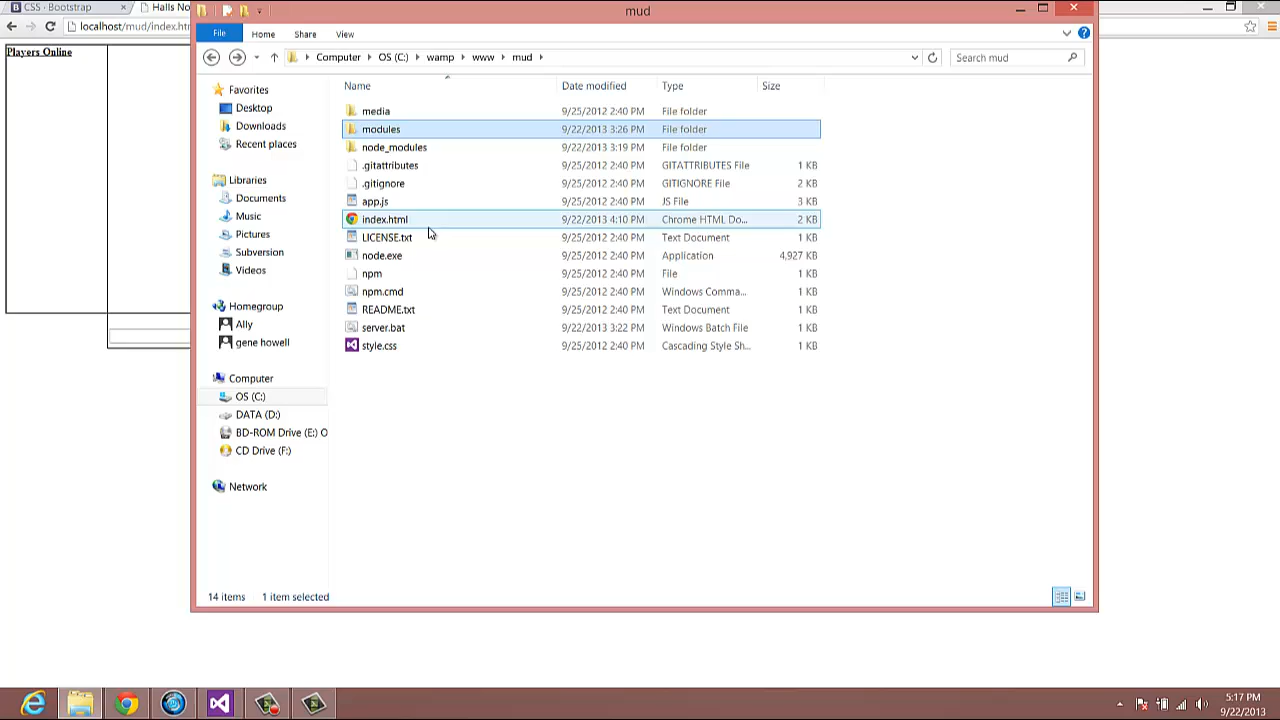 mud
CSS · Bootstrap
Halls No
localhost/mud/index.ht
File Home Share View
Computer OS (C:) wamp www mud
Search mud
Players Online
Name Date modified Type Size
Favorites
Desktop
Downloads
Recent places
Libraries
Documents
Music
Pictures
Subversion
Videos
Homegroup
Ally
gene howell
Computer
OS (C:)
DATA (D:)
BD-ROM Drive (E:) O
CD Drive (F:)
Network
media 9/25/2012 2:40 PM File folder
modules 9/22/2013 3:26 PM File folder
node_modules 9/22/2013 3:19 PM File folder
.gitattributes 9/25/2012 2:40 PM GITATTRIBUTES File 1 KB
.gitignore 9/25/2012 2:40 PM GITIGNORE File 2 KB
app.js 9/25/2012 2:40 PM JS File 3 KB
index.html 9/22/2013 4:10 PM Chrome HTML Do... 2 KB
LICENSE.txt 9/25/2012 2:40 PM Text Document 1 KB
node.exe 9/25/2012 2:40 PM Application 4,927 KB
npm 9/25/2012 2:40 PM File 1 KB
npm.cmd 9/25/2012 2:40 PM Windows Comma... 1 KB
README.txt 9/25/2012 2:40 PM Text Document 1 KB
server.bat 9/22/2013 3:22 PM Windows Batch File 1 KB
style.css 9/25/2012 2:40 PM Cascading Style Sh... 1 KB
14 items 1 item selected
5:17 PM
9/22/2013